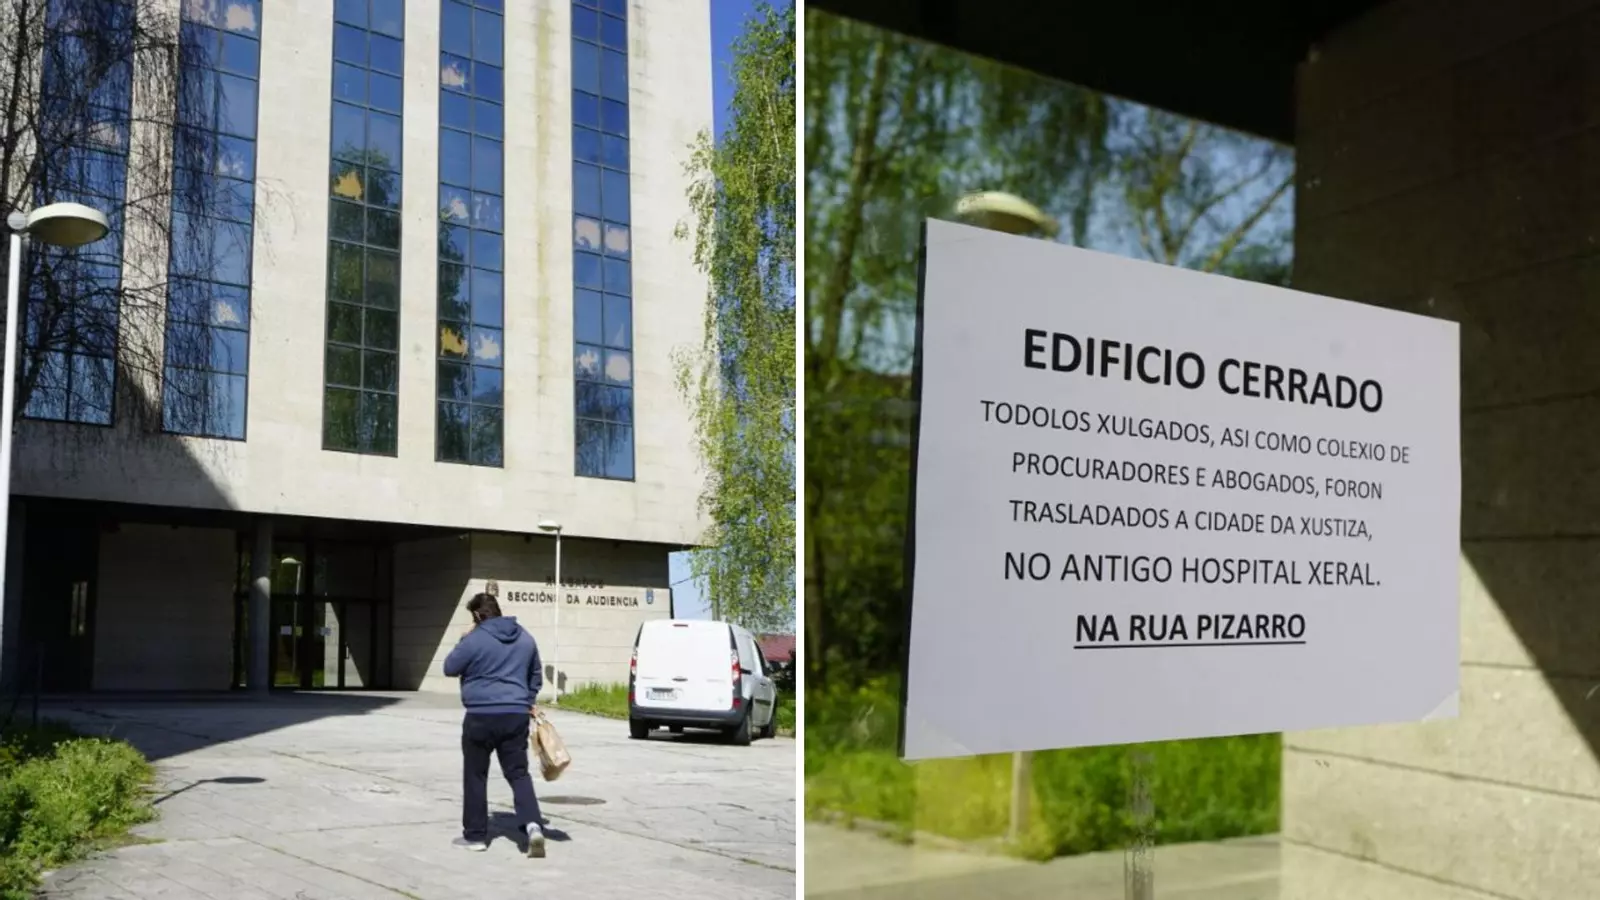 XULGADOS
SECCIÓNS DA AUDIENCIA
EDIFICIO CERRADO
TODOLOS XULGADOS, ASI COMO COLEXIO DE
PROCURADORES E ABOGADOS, FORON
TRASLADADOS A CIDADE DA XUSTIZA,
NO ANTIGO HOSPITAL XERAL.
NA RUA PIZARRO